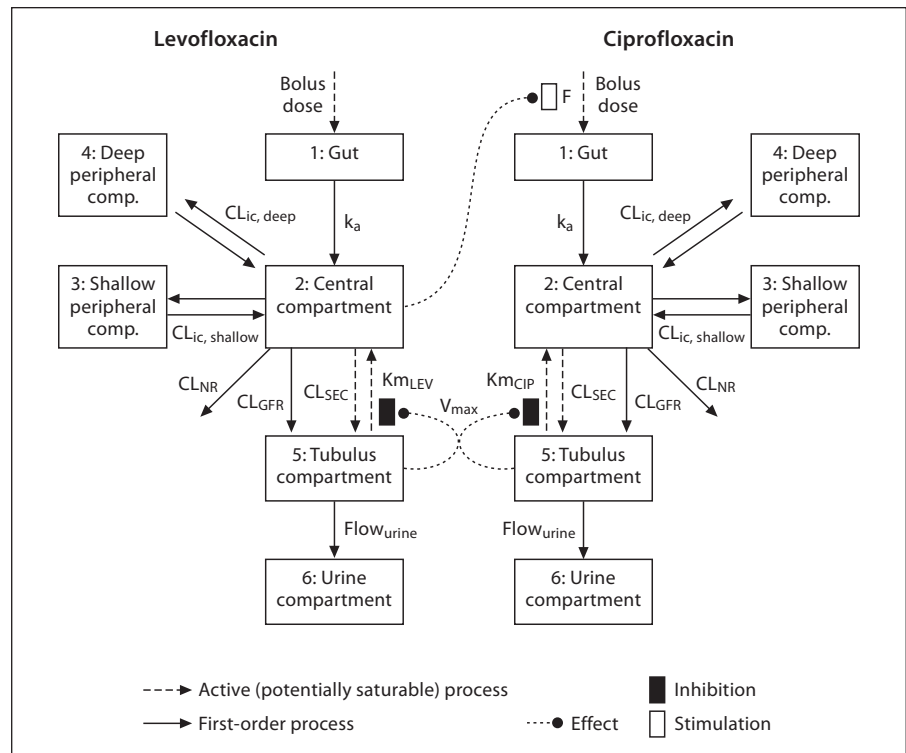 Levofloxacin
Ciprofloxacin
Bolus
dose
1: Gut
4: Deep
peripheral
comp.
CLic, deep
ka
3: Shallow
peripheral
comp.
CLic, shallow
2: Central
compartment
CLNR
CLGFR
CLSEC
KmLEV
Vmax
5: Tubulus
compartment
Flowurine
6: Urine
compartment
F
Bolus
dose
1: Gut
4: Deep
peripheral
comp.
CLic, deep
ka
2: Central
compartment
3: Shallow
peripheral
comp.
CLic, shallow
KmCIP
CLSEC
CLGFR
CLNR
5: Tubulus
compartment
Flowurine
6: Urine
compartment
Active (potentially saturable) process
First-order process
Effect
Inhibition
Stimulation